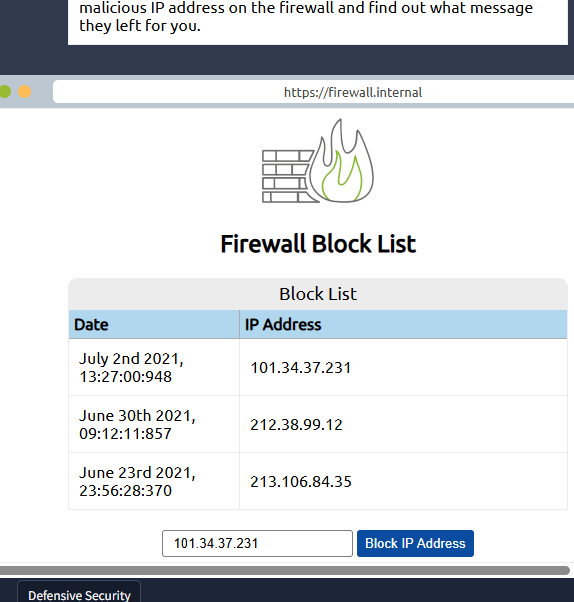 malicious IP address on the firewall and find out what message
they left for you.
https://firewall.internal
Firewall Block List
Block List
Date IP Address
July 2nd 2021,
13:27:00:948
101.34.37.231
June 30th 2021,
09:12:11:857
212.38.99.12
June 23rd 2021,
23:56:28:370
213.106.84.35
101.34.37.231 Block IP Address
Defensive Security